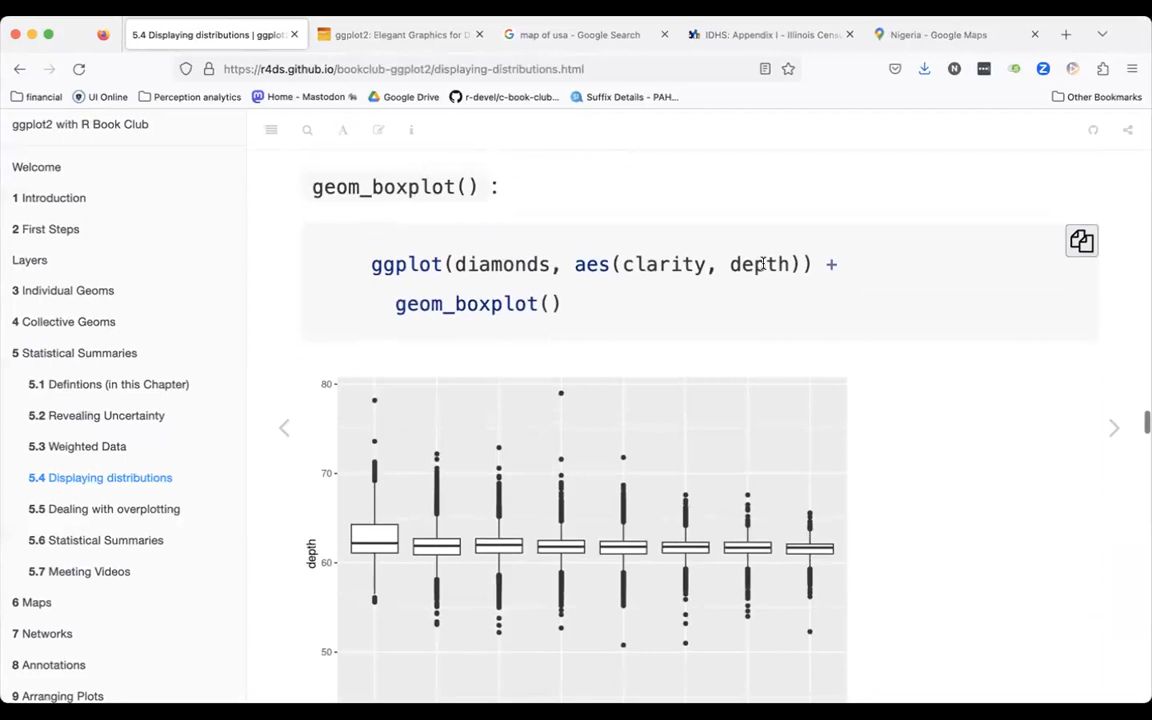 5.4 Displaying distributions | ggplot
ggplot2: Elegant Graphics for D
map of usa - Google Search
IDHS: Appendix I - Illinois Cens
Nigeria - Google Maps
https://r4ds.github.io/bookclub-ggplot2/displaying-distributions.html
financial
UI Online
Perception analytics
Home - Mastodon
Google Drive
r-devel/c-book-club...
Suffix Details - PAH...
Other Bookmarks
ggplot2 with R Book Club
Welcome
1 Introduction
2 First Steps
Layers
3 Individual Geoms
4 Collective Geoms
5 Statistical Summaries
5.1 Defintions (in this Chapter)
5.2 Revealing Uncertainty
5.3 Weighted Data
5.4 Displaying distributions
5.5 Dealing with overplotting
5.6 Statistical Summaries
5.7 Meeting Videos
6 Maps
7 Networks
8 Annotations
9 Arranging Plots
geom_boxplot() :
ggplot(diamonds, aes(clarity, depth)) +
geom_boxplot()
80
70
60
50
depth